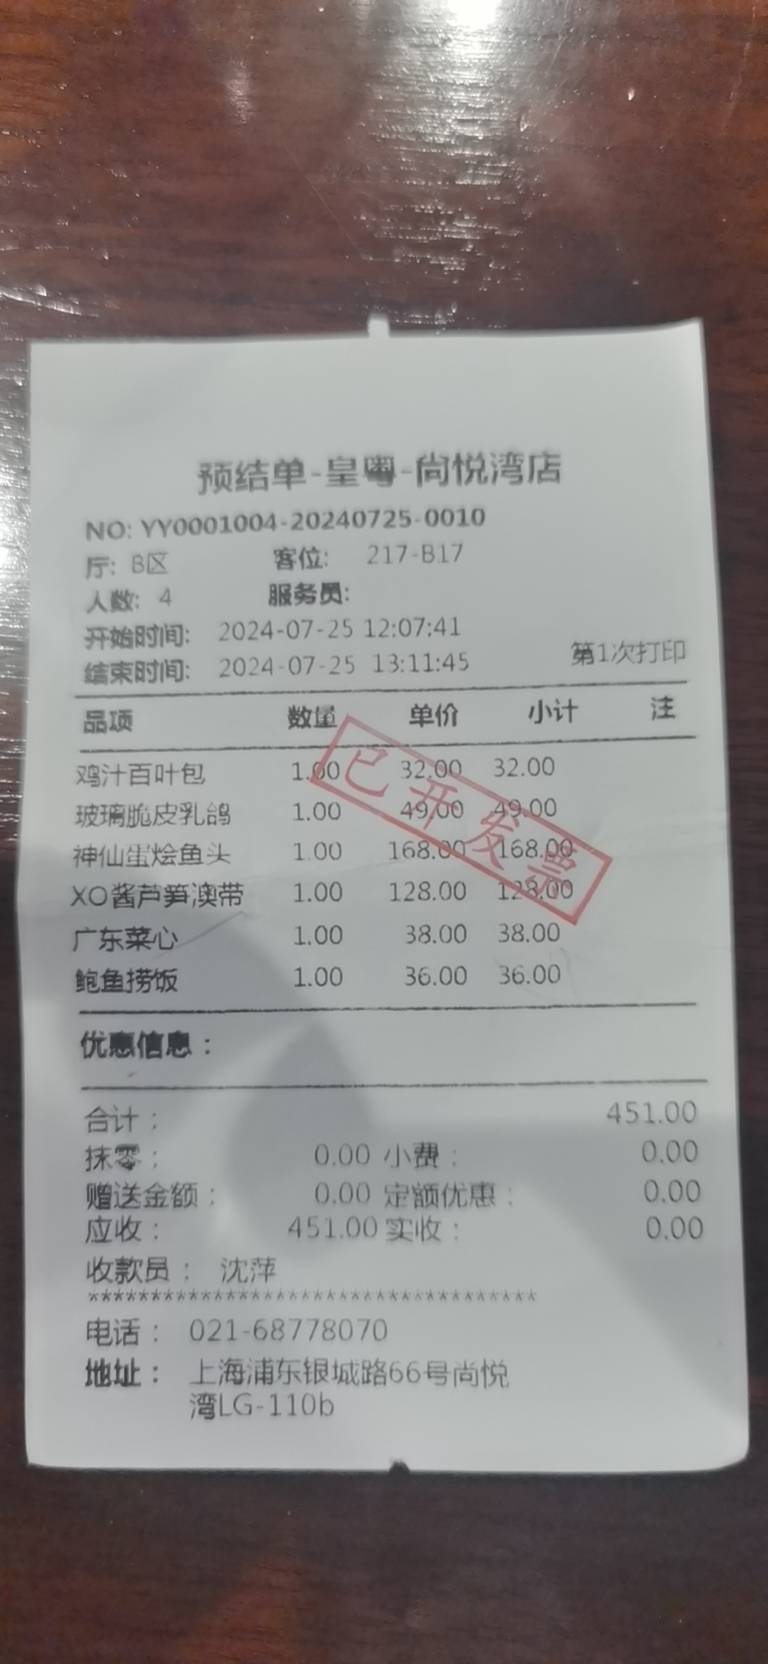 预结单-皇粤-尚悦湾店
NO: YY0001004-20240725-0010
厅: B区 客位: 217-B17
人数: 4 服务员:
开始时间: 2024-07-25 12:07:41
结束时间: 2024-07-25 13:11:45 第1次打印
品项 数量 单价 小计 注
鸡汁百叶包 1.00 32.00 32.00
玻璃脆皮乳鸽 1.00 49.00 49.00
神仙蛋烩鱼头 1.00 168.00 168.00
XO酱芦笋澳带 1.00 128.00 128.00
广东菜心 1.00 38.00 38.00
鲍鱼捞饭 1.00 36.00 36.00
已开发票
优惠信息:
合计: 451.00
抹零: 0.00 小费: 0.00
赠送金额: 0.00 定额优惠: 0.00
应收: 451.00 实收: 0.00
收款员: 沈萍
************************************
电话: 021-68778070
地址: 上海浦东银城路66号尚悦
湾LG-110b